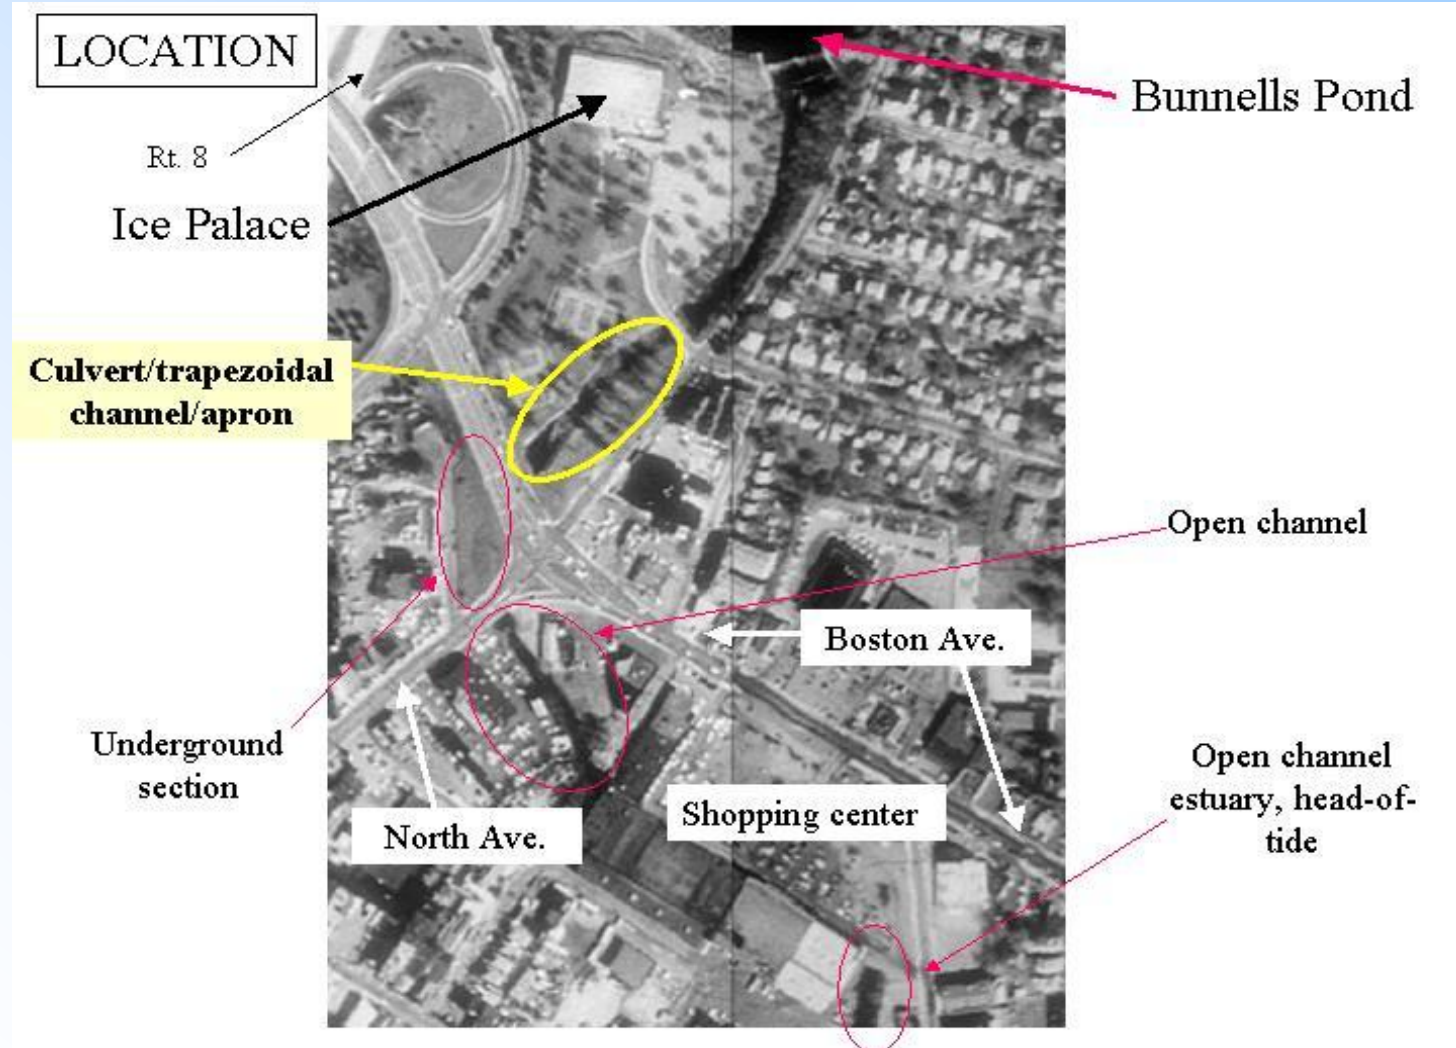 LOCATION
Bunnells Pond
Rt. 8
Ice Palace
Culvert/trapezoidal
channel/apron
Open channel
Boston Ave.
Underground
section
Open channel
estuary, head-of-
tide
Shopping center
North Ave.